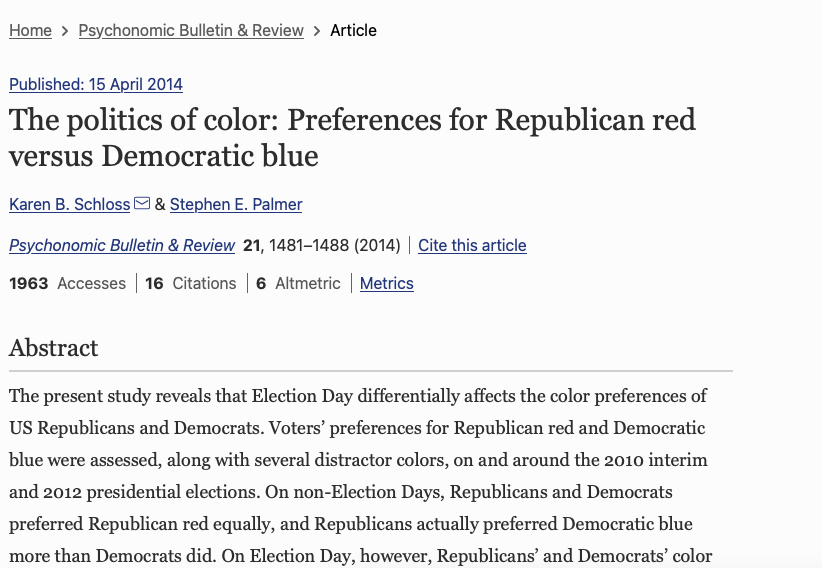 Home > Psychonomic Bulletin & Review > Article
Published: 15 April 2014
The politics of color: Preferences for Republican red
versus Democratic blue
Karen B. Schloss & Stephen E. Palmer
Psychonomic Bulletin & Review 21, 1481–1488 (2014) | Cite this article
1963 Accesses | 16 Citations | 6 Altmetric | Metrics
Abstract
The present study reveals that Election Day differentially affects the color preferences of
US Republicans and Democrats. Voters’ preferences for Republican red and Democratic
blue were assessed, along with several distractor colors, on and around the 2010 interim
and 2012 presidential elections. On non-Election Days, Republicans and Democrats
preferred Republican red equally, and Republicans actually preferred Democratic blue
more than Democrats did. On Election Day, however, Republicans’ and Democrats’ color